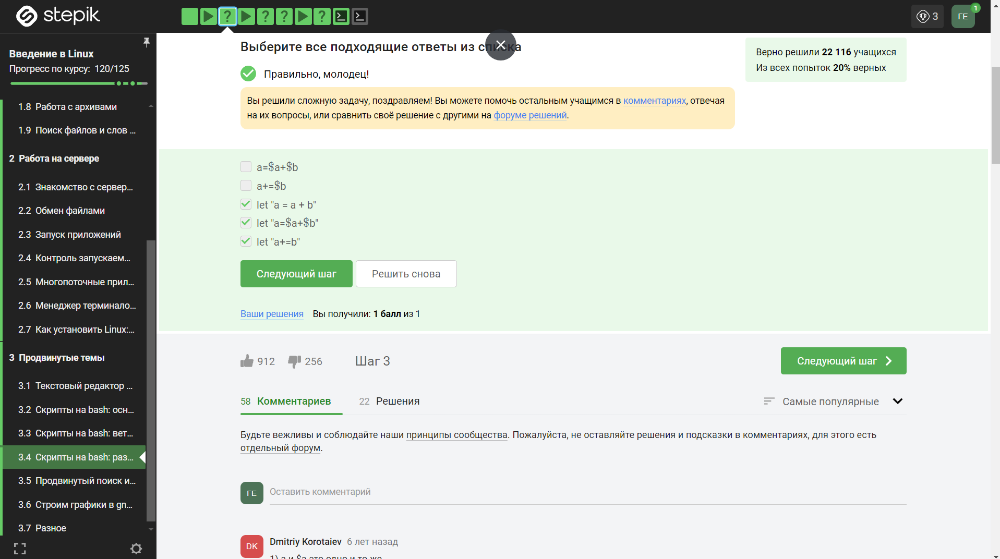 stepik
? ? ? ?
3
ГЕ
1
Введение в Linux
Прогресс по курсу: 120/125
1.8 Работа с архивами
1.9 Поиск файлов и слов ...
2 Работа на сервере
2.1 Знакомство с сервер...
2.2 Обмен файлами
2.3 Запуск приложений
2.4 Контроль запускаем...
2.5 Многопоточные прил...
2.6 Менеджер терминало...
2.7 Как установить Linux:...
3 Продвинутые темы
3.1 Текстовый редактор ...
3.2 Скрипты на bash: осн...
3.3 Скрипты на bash: вет...
3.4 Скрипты на bash: раз...
3.5 Продвинутый поиск и...
3.6 Строим графики в gn...
3.7 Разное
Выберите все подходящие ответы из списка
Правильно, молодец!
Вы решили сложную задачу, поздравляем! Вы можете помочь остальным учащимся в комментариях, отвечая
на их вопросы, или сравнить своё решение с другими на форуме решений.
Верно решили 22 116 учащихся
Из всех попыток 20% верных
a=$a+$b
a+=$b
let "a = a + b"
let "a=$a+$b"
let "a+=b"
Следующий шаг
Решить снова
Ваши решения Вы получили: 1 балл из 1
912 256 Шаг 3
Следующий шаг
58 Комментариев 22 Решения
Самые популярные
Будьте вежливы и соблюдайте наши принципы сообщества. Пожалуйста, не оставляйте решения и подсказки в комментариях, для этого есть
отдельный форум.
ГЕ
Оставить комментарий
DK
Dmitriy Korotaiev 6 лет назад
1) a и $a это одно и то же